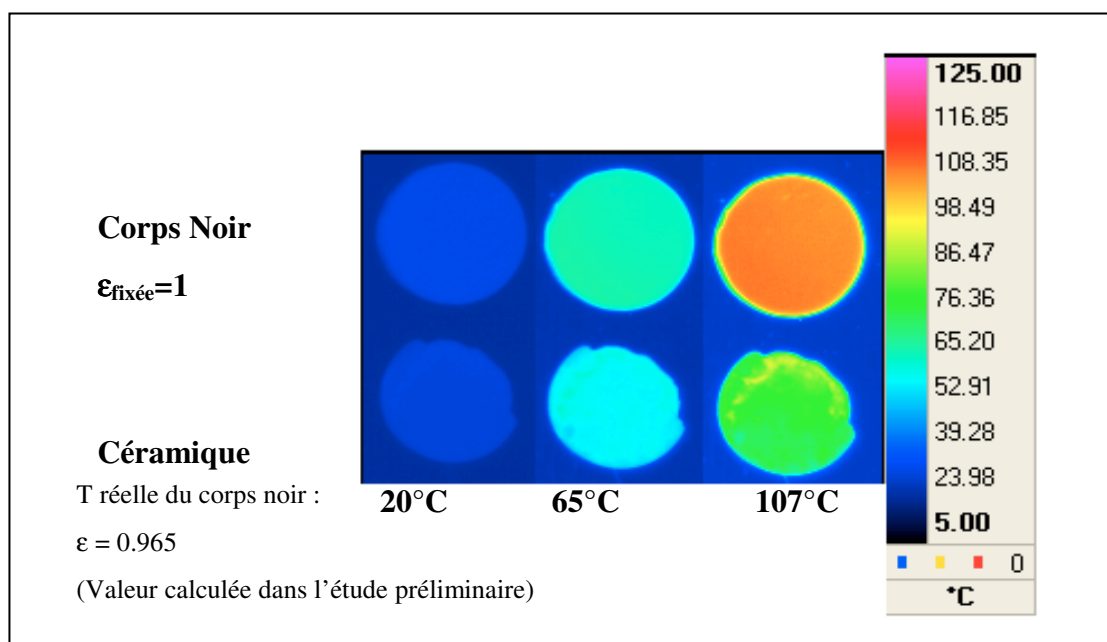 Corps Noir
εfixée=1
Céramique
T réelle du corps noir :
20°C 65°C 107°C
ε = 0.965
(Valeur calculée dans l'étude préliminaire)
125.00
116.85
108.35
98.49
86.47
76.36
65.20
52.91
39.28
23.98
5.00
0
°C